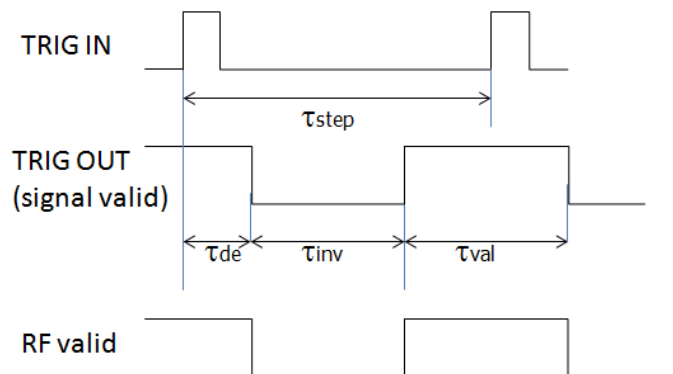 TRIG IN
τstep
TRIG OUT
(signal valid)
τde
τinv
τval
RF valid